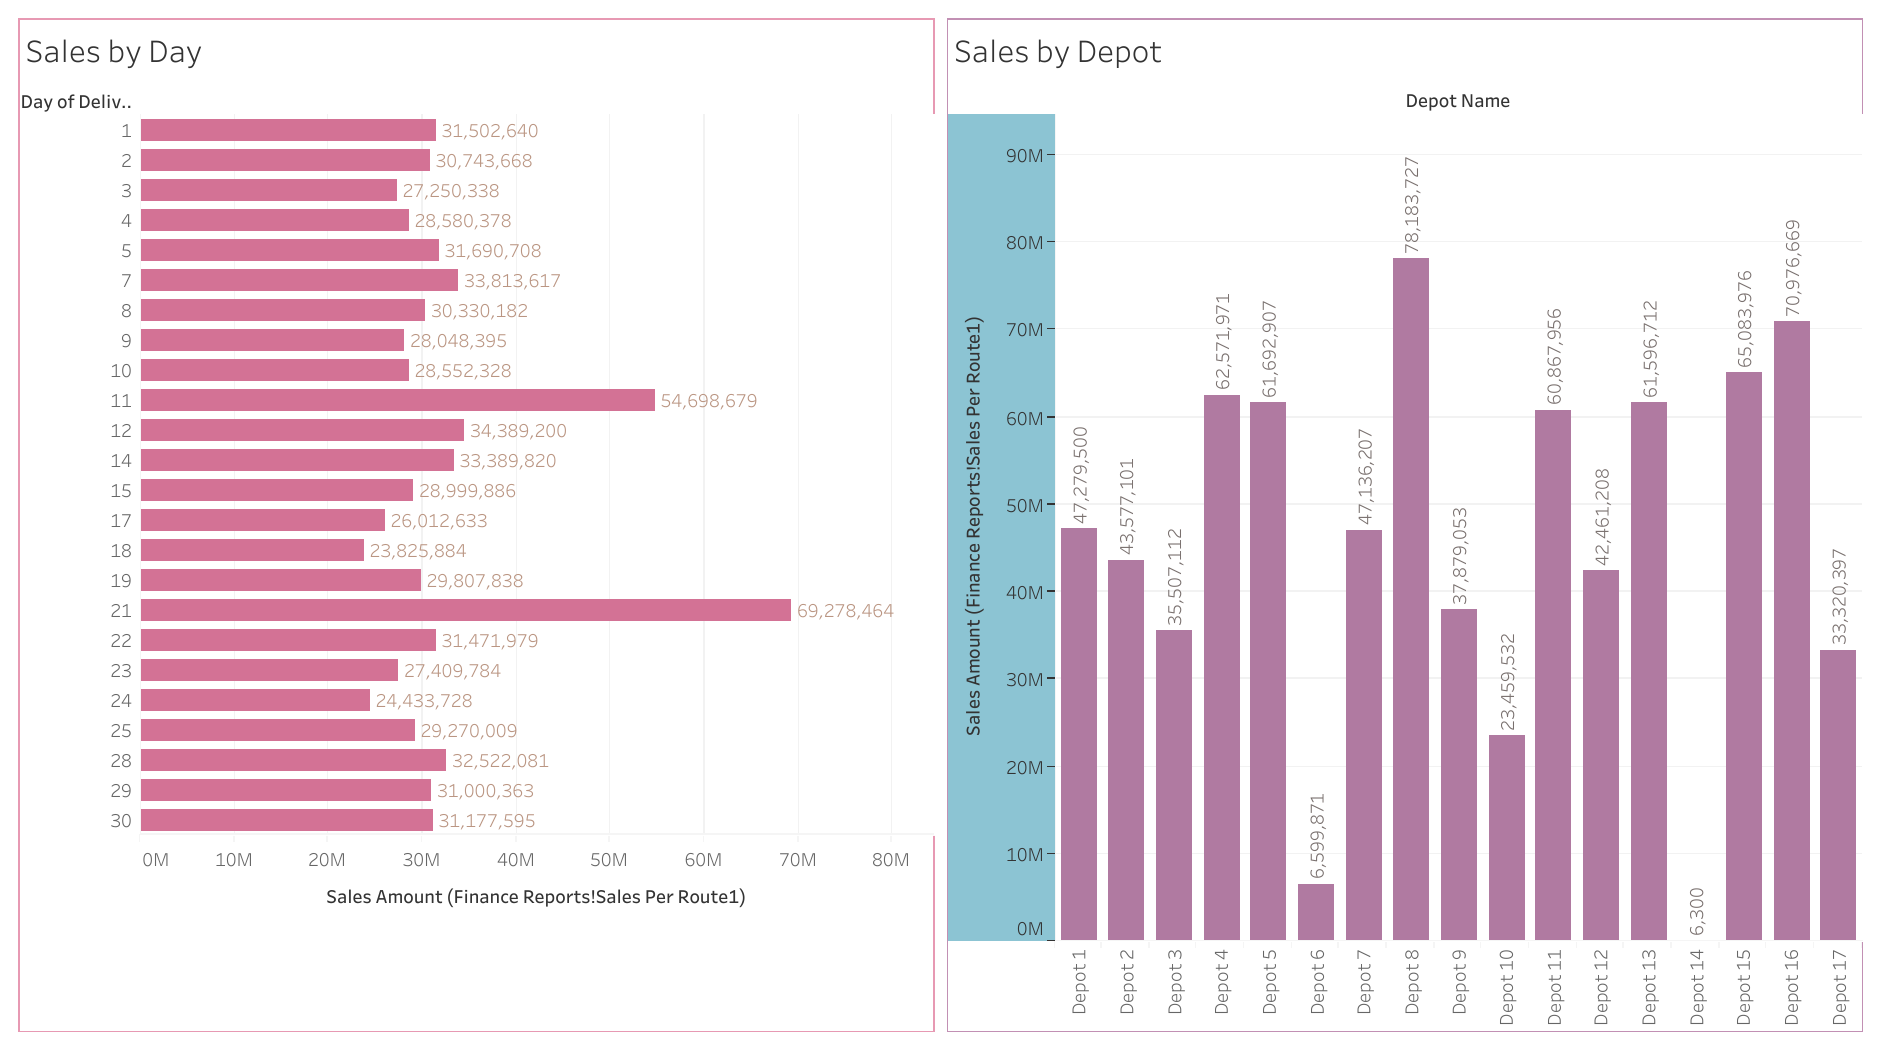 Sales by Day
Day of Deliv..
1 31,502,640
2 30,743,668
3 27,250,338
4 28,580,378
5 31,690,708
7 33,813,617
8 30,330,182
9 28,048,395
10 28,552,328
11 54,698,679
12 34,389,200
14 33,389,820
15 28,999,886
17 26,012,633
18 23,825,884
19 29,807,838
21 69,278,464
22 31,471,979
23 27,409,784
24 24,433,728
25 29,270,009
28 32,522,081
29 31,000,363
30 31,177,595
0M 10M 20M 30M 40M 50M 60M 70M 80M
Sales Amount (Finance Reports!Sales Per Route1)
Sales by Depot
Depot Name
Sales Amount (Finance Reports!Sales Per Route1)
90M
80M
70M
60M
50M
40M
30M
20M
10M
0M
47,279,500
43,577,101
35,507,112
62,571,971
61,692,907
6,599,871
47,136,207
78,183,727
37,879,053
23,459,532
60,867,956
42,461,208
61,596,712
6,300
65,083,976
70,976,669
33,320,397
Depot 1
Depot 2
Depot 3
Depot 4
Depot 5
Depot 6
Depot 7
Depot 8
Depot 9
Depot 10
Depot 11
Depot 12
Depot 13
Depot 14
Depot 15
Depot 16
Depot 17